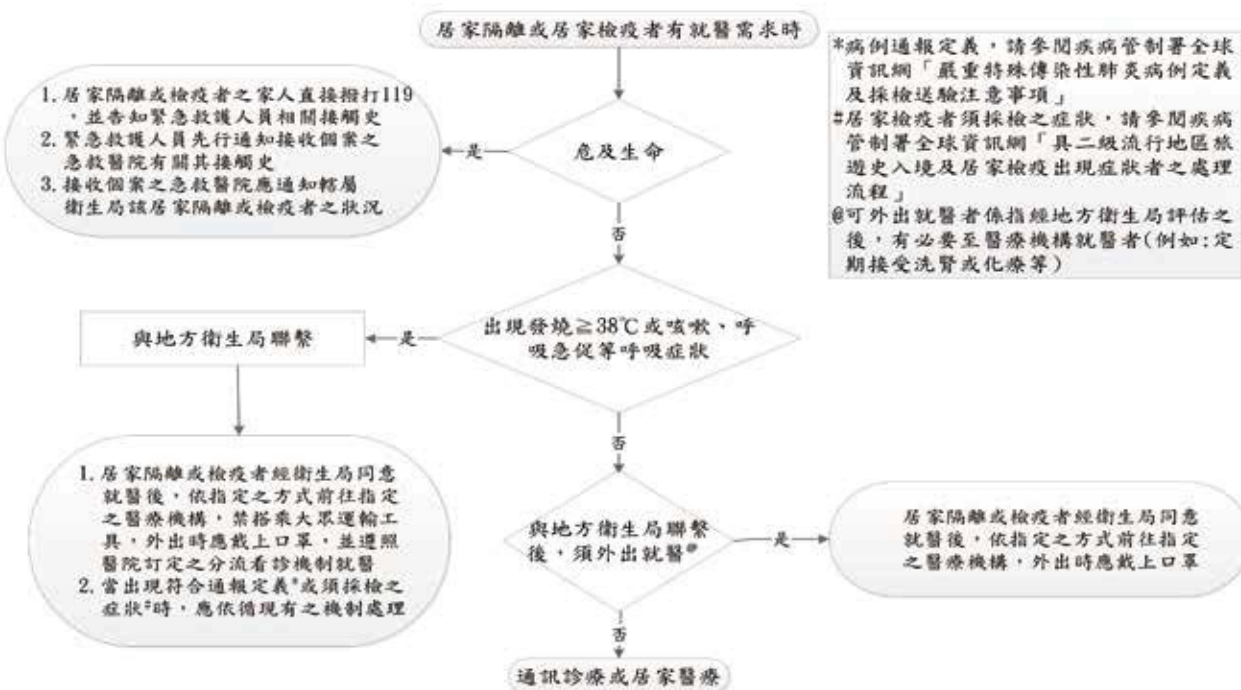 居家隔離或居家檢疫者有就醫需求時
*病例通報定義，請參閱疾病管制署全球
資訊網「嚴重特殊傳染性肺炎病例定義
及採檢送驗注意事項」
#居家檢疫者須採檢之症狀，請參閱疾病
管制署全球資訊網「具二級流行地區旅
遊史入境及居家檢疫出現症狀者之處理
流程」
@可外出就醫者係指經地方衛生局評估之
後，有必要至醫療機構就醫者(例如:定
期接受洗腎或化療等)
1. 居家隔離或檢疫者之家人直接撥打119
，並告知緊急救護人員相關接觸史
2. 緊急救護人員先行通知接收個案之
急救醫院有關其接觸史
3. 接收個案之急救醫院應通知轄屬
衛生局該居家隔離或檢疫者之狀況
是
危及生命
否
與地方衛生局聯繫
是
出現發燒≧38℃或咳嗽、呼
吸急促等呼吸症狀
否
1. 居家隔離或檢疫者經衛生局同意
就醫後，依指定之方式前往指定
之醫療機構，禁搭乘大眾運輸工
具，外出時應戴上口罩，並遵照
醫院訂定之分流看診機制就醫
2. 當出現符合通報定義*或須採檢之
症狀#時，應依循現有之機制處理
與地方衛生局聯繫
後，須外出就醫@
是
居家隔離或檢疫者經衛生局同意
就醫後，依指定之方式前往指定
之醫療機構，外出時應戴上口罩
否
通訊診療或居家醫療